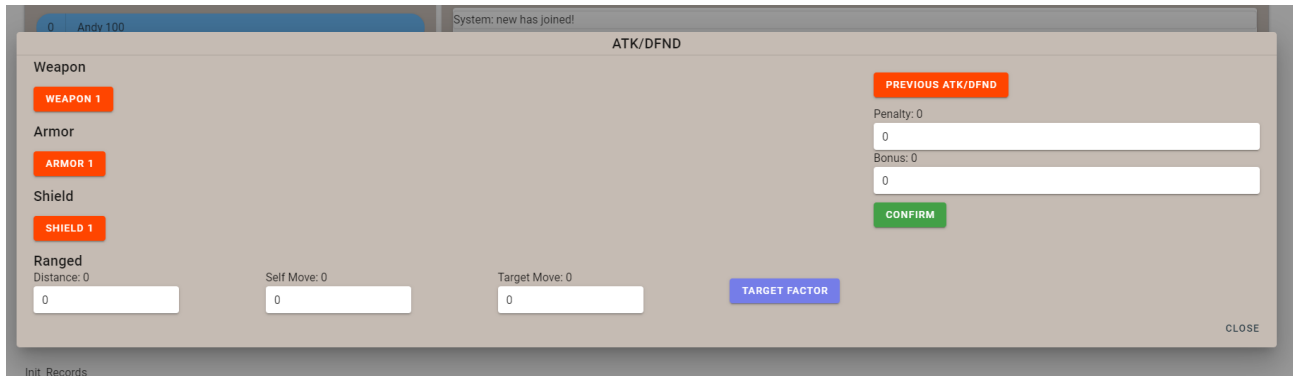 0 Andy 100
System: new has joined!
ATK/DFND
Weapon
WEAPON 1
Armor
ARMOR 1
Shield
SHIELD 1
Ranged
Distance: 0
0
Self Move: 0
0
Target Move: 0
0
TARGET FACTOR
PREVIOUS ATK/DFND
Penalty: 0
0
Bonus: 0
0
CONFIRM
CLOSE
Init Records